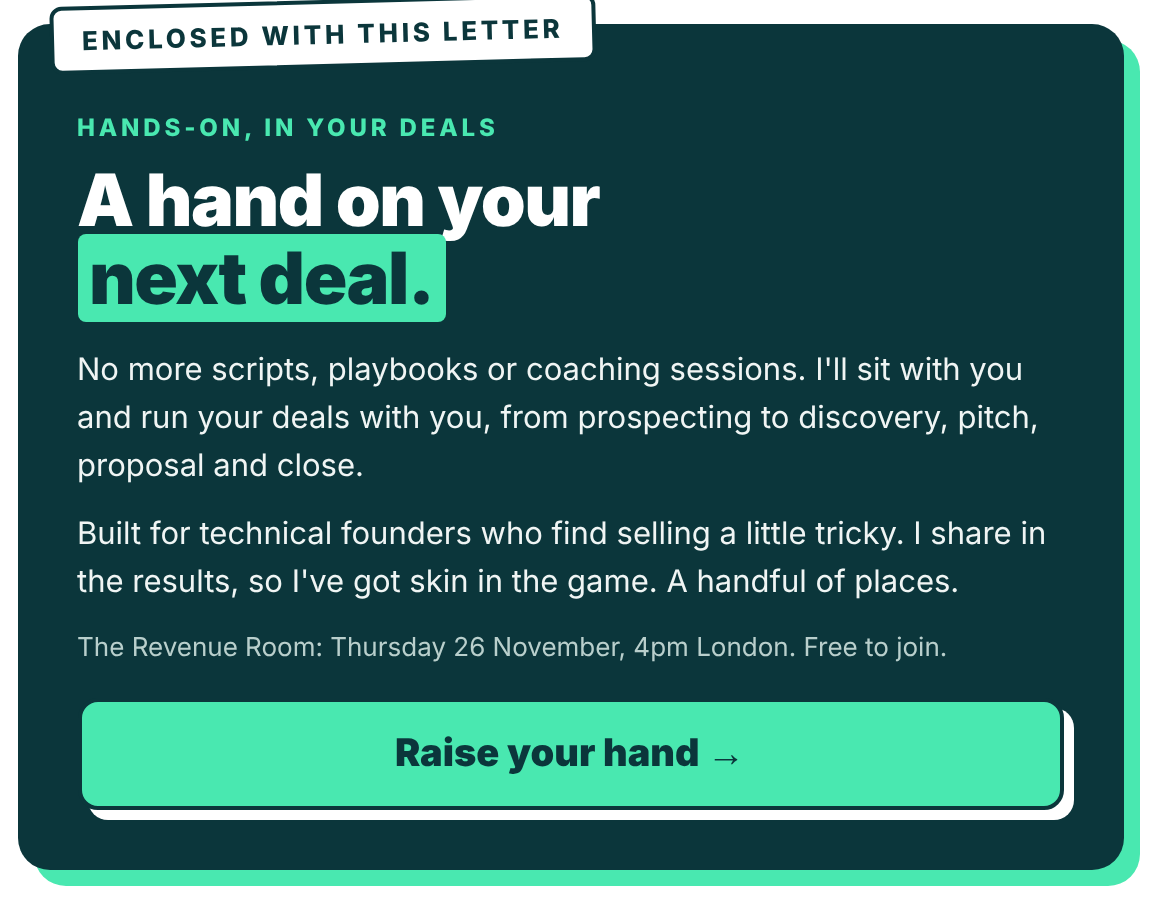 ENCLOSED WITH THIS LETTER
HANDS-ON, IN YOUR DEALS
A hand on your
next deal.
No more scripts, playbooks or coaching sessions. I'll sit with you
and run your deals with you, from prospecting to discovery, pitch,
proposal and close.
Built for technical founders who find selling a little tricky. I share in
the results, so I've got skin in the game. A handful of places.
The Revenue Room: Thursday 26 November, 4pm London. Free to join.
Raise your hand →